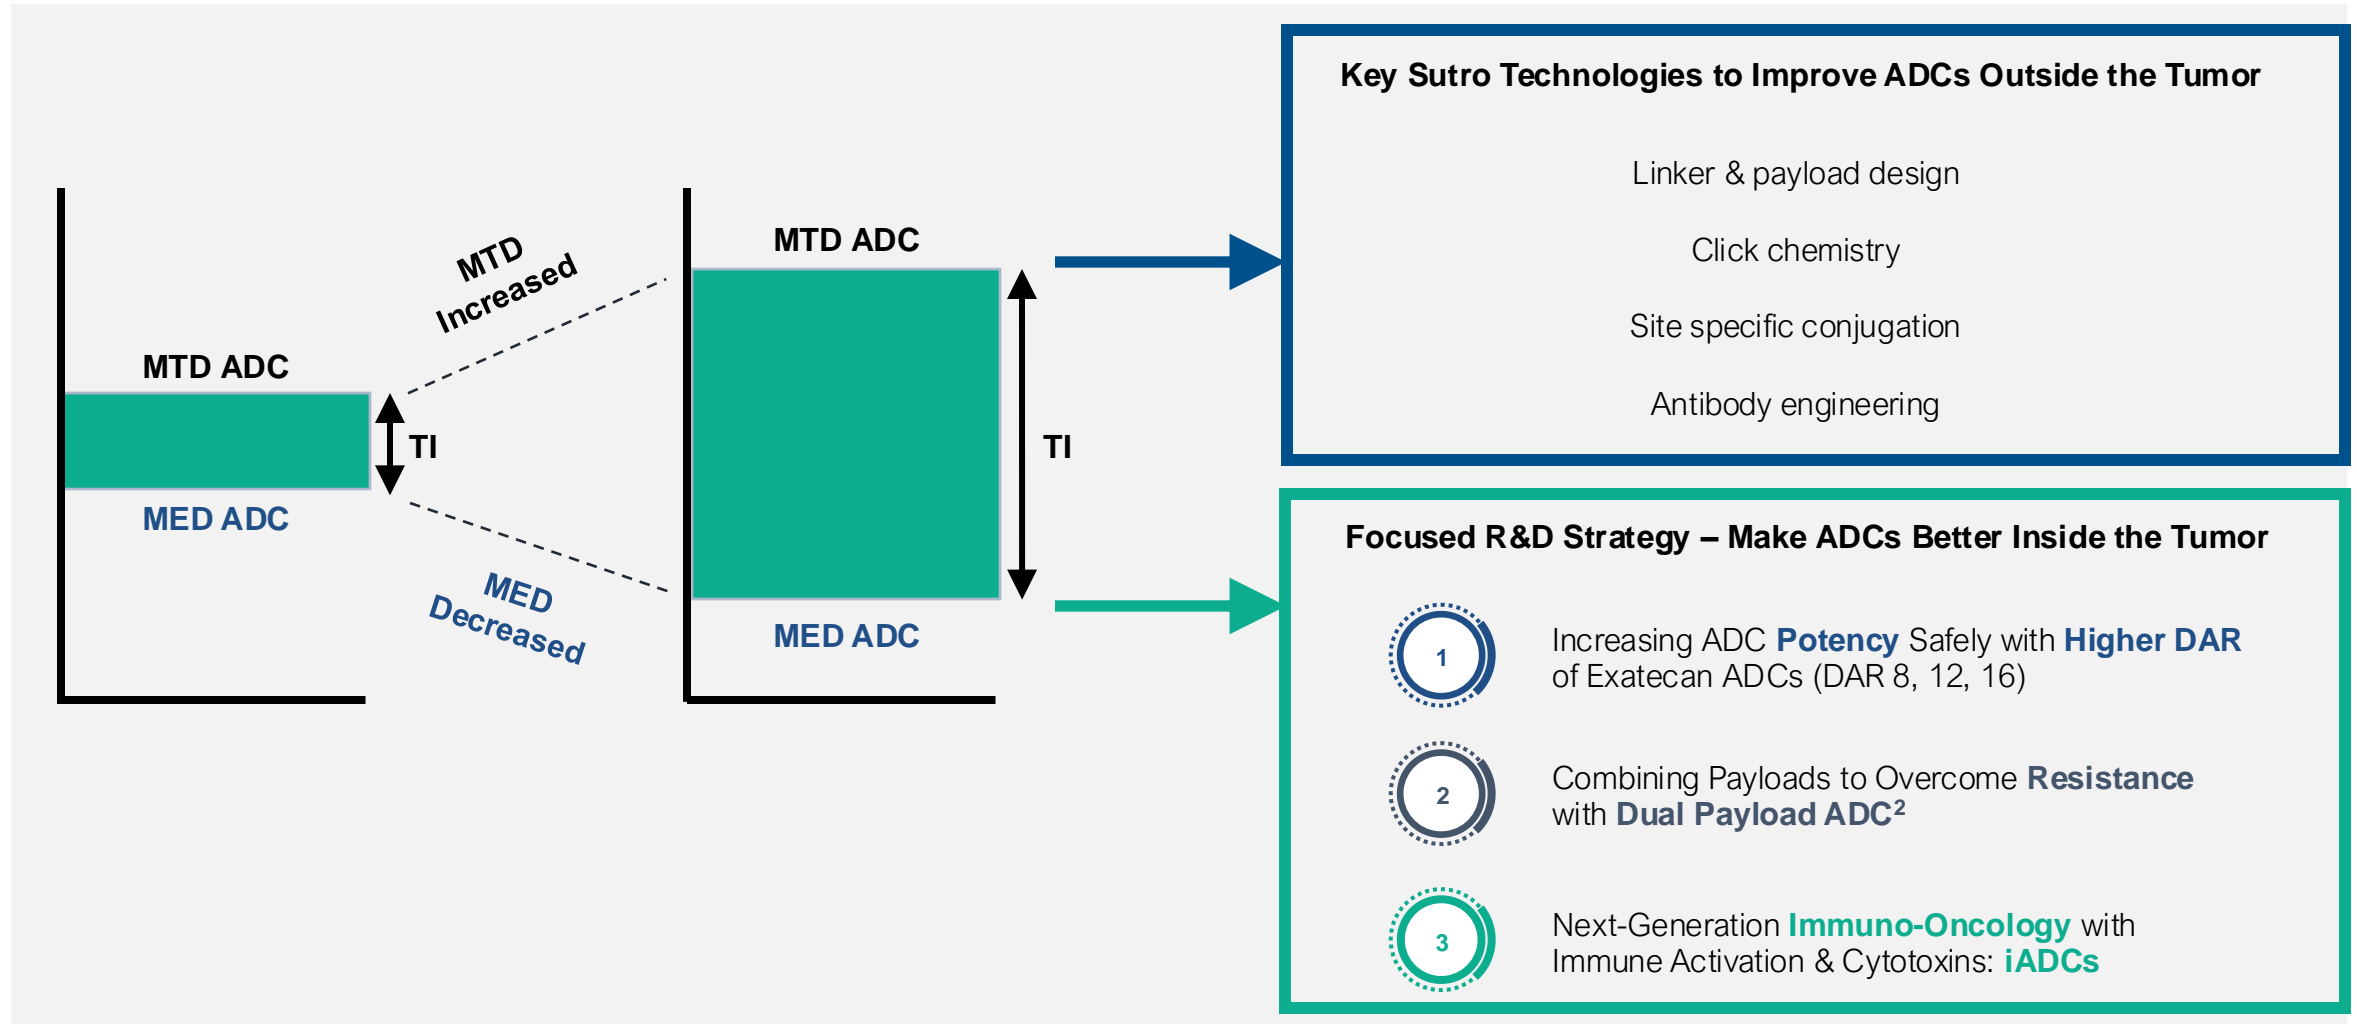 MTD ADC
TI
MED ADC
MTD
Increased
MED
Decreased
MTD ADC
TI
MED ADC
Key Sutro Technologies to Improve ADCs Outside the Tumor
Linker & payload design
Click chemistry
Site specific conjugation
Antibody engineering
Focused R&D Strategy – Make ADCs Better Inside the Tumor
1
Increasing ADC Potency Safely with Higher DAR
of Exatecan ADCs (DAR 8, 12, 16)
2
Combining Payloads to Overcome Resistance
with Dual Payload ADC²
3
Next-Generation Immuno-Oncology with
Immune Activation & Cytotoxins: iADCs